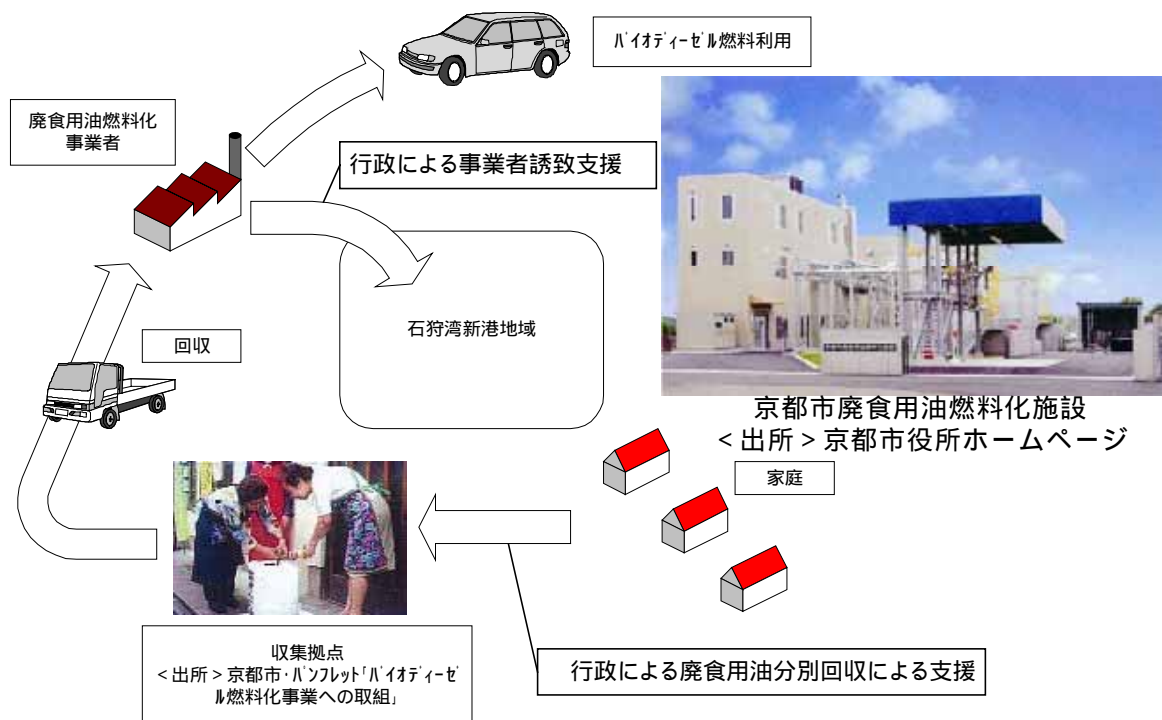 バイオディーゼル燃料利用
廃食用油燃料化
事業者
行政による事業者誘致支援
石狩湾新港地域
回収
京都市廃食用油燃料化施設
<出所>京都市役所ホームページ
家庭
収集拠点
<出所>京都市・パンフレット「バイオディーゼ
ル燃料化事業への取組」
行政による廃食用油分別回収による支援